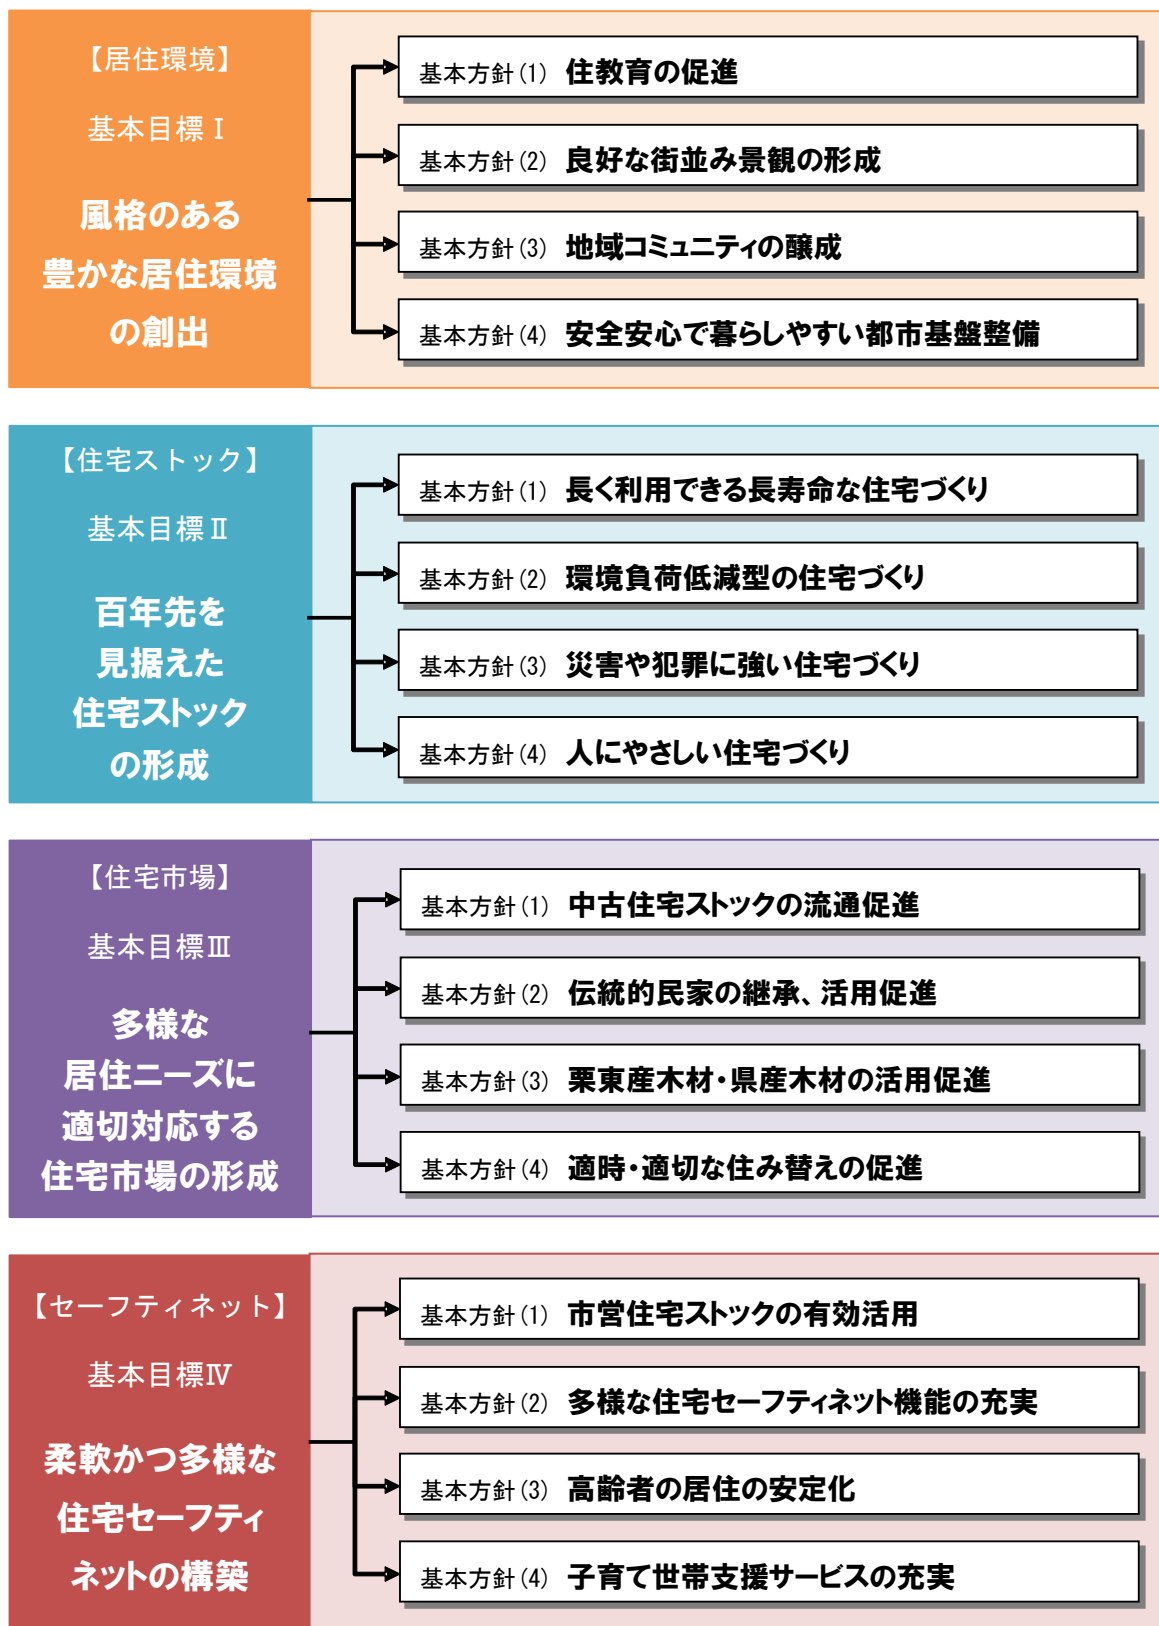 【居住環境】
基本目標Ⅰ
風格のある
豊かな居住環境
の創出
基本方針(1) 住教育の促進
基本方針(2) 良好な街並み景観の形成
基本方針(3) 地域コミュニティの醸成
基本方針(4) 安全安心で暮らしやすい都市基盤整備
【住宅ストック】
基本目標Ⅱ
百年先を
見据えた
住宅ストック
の形成
基本方針(1) 長く利用できる長寿命な住宅づくり
基本方針(2) 環境負荷低減型の住宅づくり
基本方針(3) 災害や犯罪に強い住宅づくり
基本方針(4) 人にやさしい住宅づくり
【住宅市場】
基本目標Ⅲ
多様な
居住ニーズに
適切対応する
住宅市場の形成
基本方針(1) 中古住宅ストックの流通促進
基本方針(2) 伝統的民家の継承、活用促進
基本方針(3) 栗東産木材・県産木材の活用促進
基本方針(4) 適時・適切な住み替えの促進
【セーフティネット】
基本目標Ⅳ
柔軟かつ多様な
住宅セーフティ
ネットの構築
基本方針(1) 市営住宅ストックの有効活用
基本方針(2) 多様な住宅セーフティネット機能の充実
基本方針(3) 高齢者の居住の安定化
基本方針(4) 子育て世帯支援サービスの充実